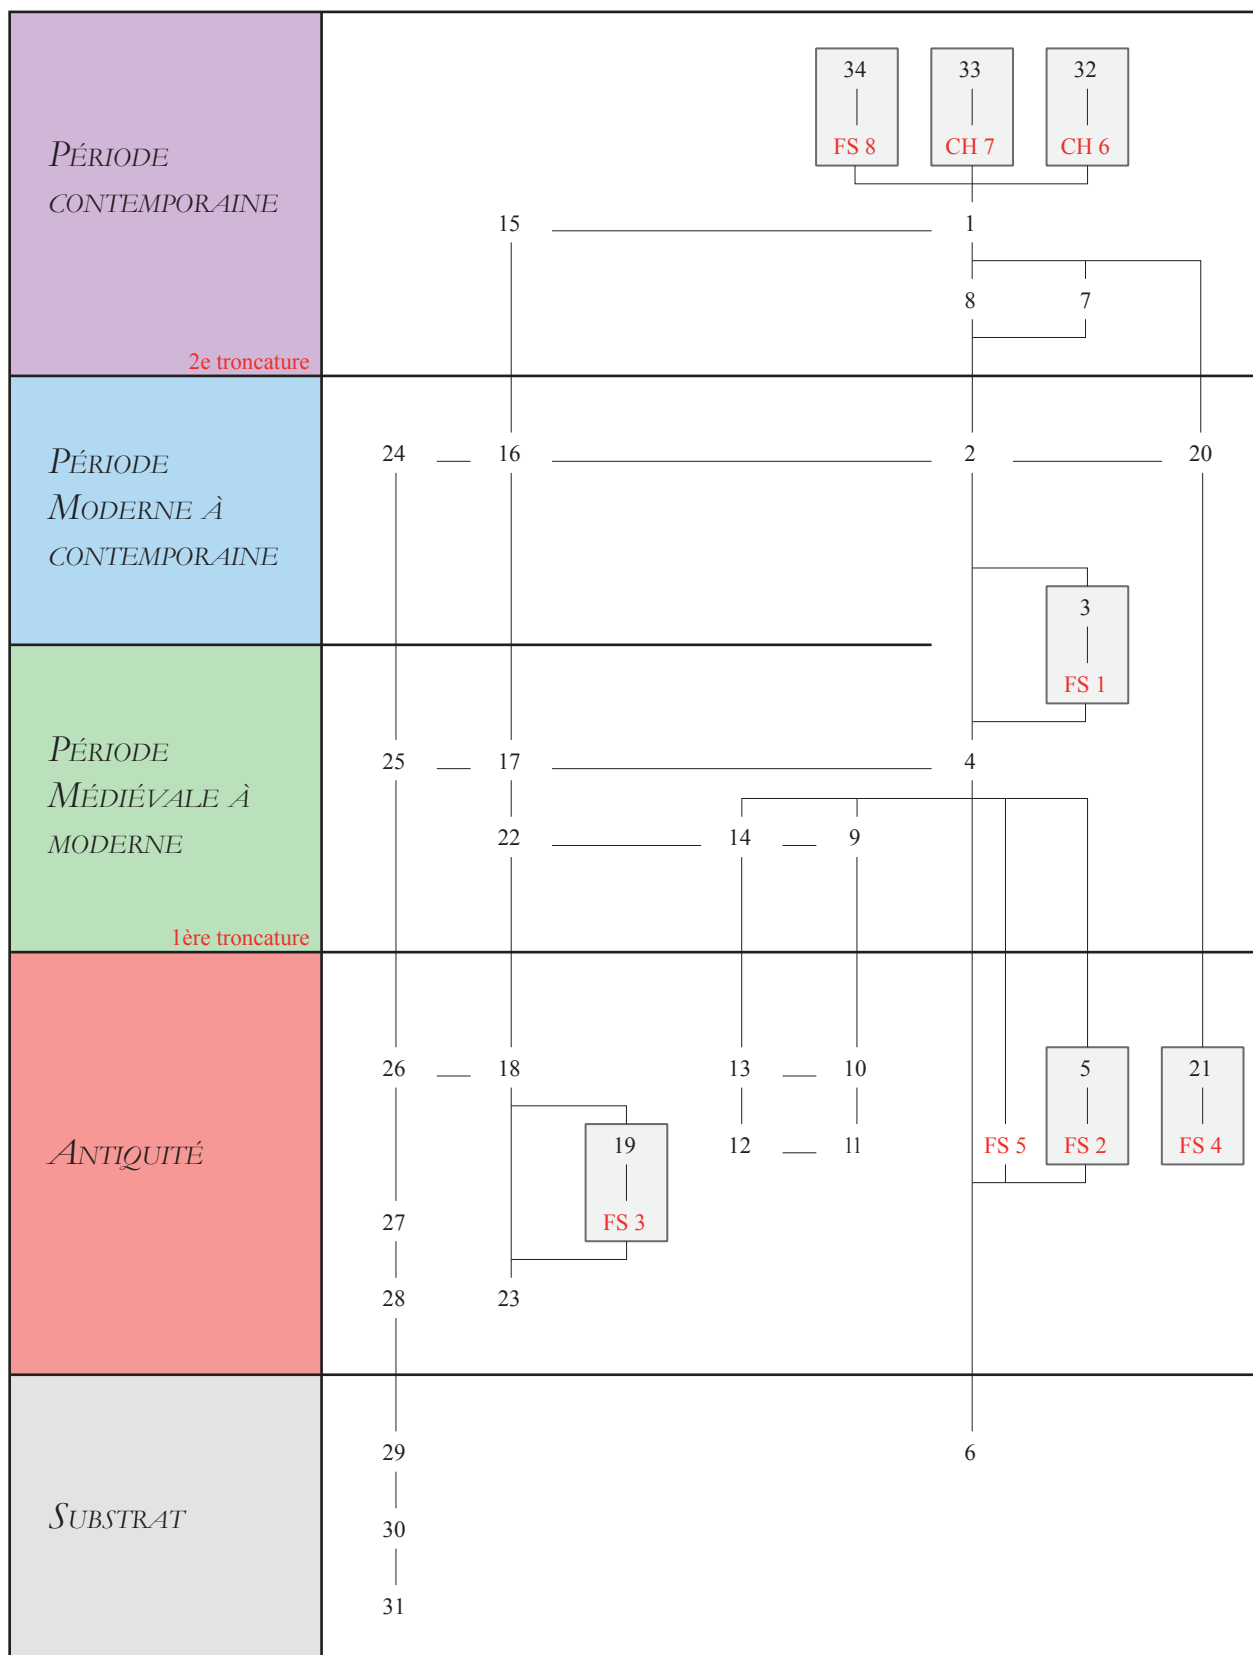 34 33 32
FS 8 CH 7 CH 6
PÉRIODE
CONTEMPORAINE
15 1
8 7
2e troncature
24 16 2 20
PÉRIODE
MODERNE À
CONTEMPORAINE
3
FS 1
PÉRIODE
MÉDIÉVALE À
MODERNE
25 17 4
22 14 9
1ère troncature
26 18 13 10 5 21
ANTIQUITÉ
19 12 11 FS 5 FS 2 FS 4
27 FS 3
28 23
29 6
SUBSTRAT
30
31